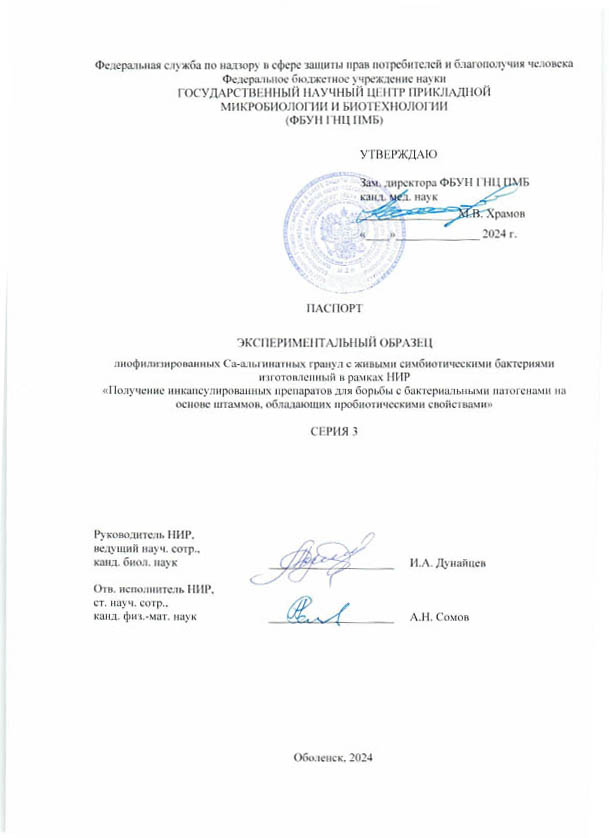 Федеральная служба по надзору в сфере защиты прав потребителей и благополучия человека
Федеральное бюджетное учреждение науки
ГОСУДАРСТВЕННЫЙ НАУЧНЫЙ ЦЕНТР ПРИКЛАДНОЙ
МИКРОБИОЛОГИИ И БИОТЕХНОЛОГИИ
(ФБУН ГНЦ ПМБ)
УТВЕРЖДАЮ
Зам. директора ФБУН ГНЦ ПМБ
канд. мед. наук
М.В. Храмов
«____» ______________ 2024 г.
ПАСПОРТ
ЭКСПЕРИМЕНТАЛЬНЫЙ ОБРАЗЕЦ
лиофилизированных Са-альгинатных гранул с живыми симбиотическими бактериями
изготовленный в рамках НИР
«Получение инкапсулированных препаратов для борьбы с бактериальными патогенами на
основе штаммов, обладающих пробиотическими свойствами»
СЕРИЯ 3
Руководитель НИР,
ведущий науч. сотр.,
канд. биол. наук И.А. Дунайцев
Отв. исполнитель НИР,
ст. науч. сотр.,
канд. физ.-мат. наук А.Н. Сомов
Оболенск, 2024